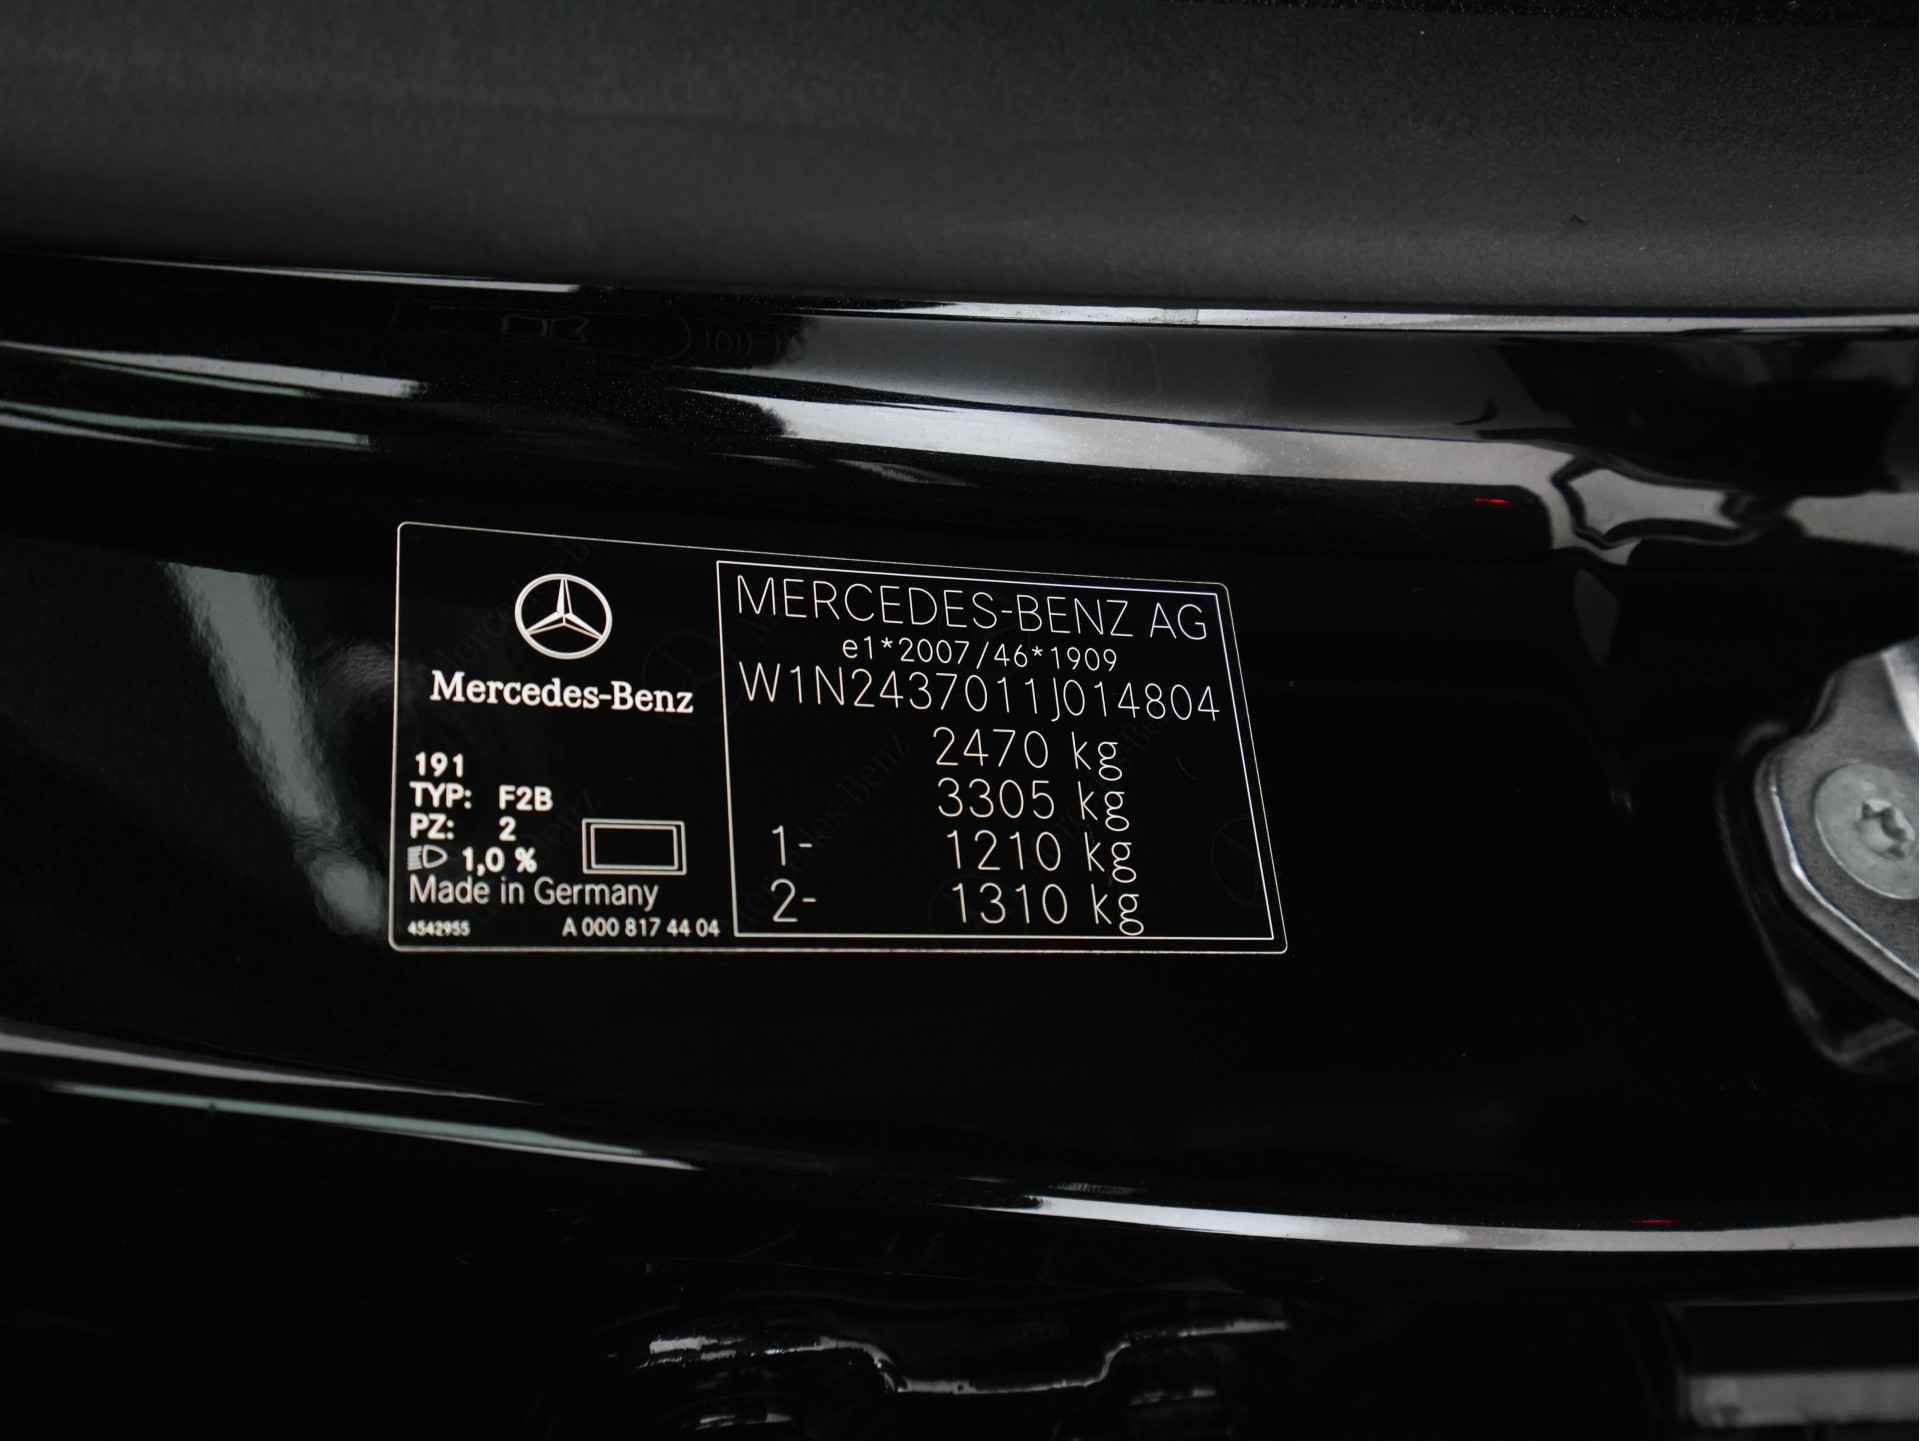 Mercedes-Benz
191
TYP: F2B
PZ: 2
1,0 %
Made in Germany
4542955 A 000 817 44 04
MERCEDES-BENZ AG
e1*2007/46*1909
W1N2437011J014804
2470 kg
3305 kg
1- 1210 kg
2- 1310 kg